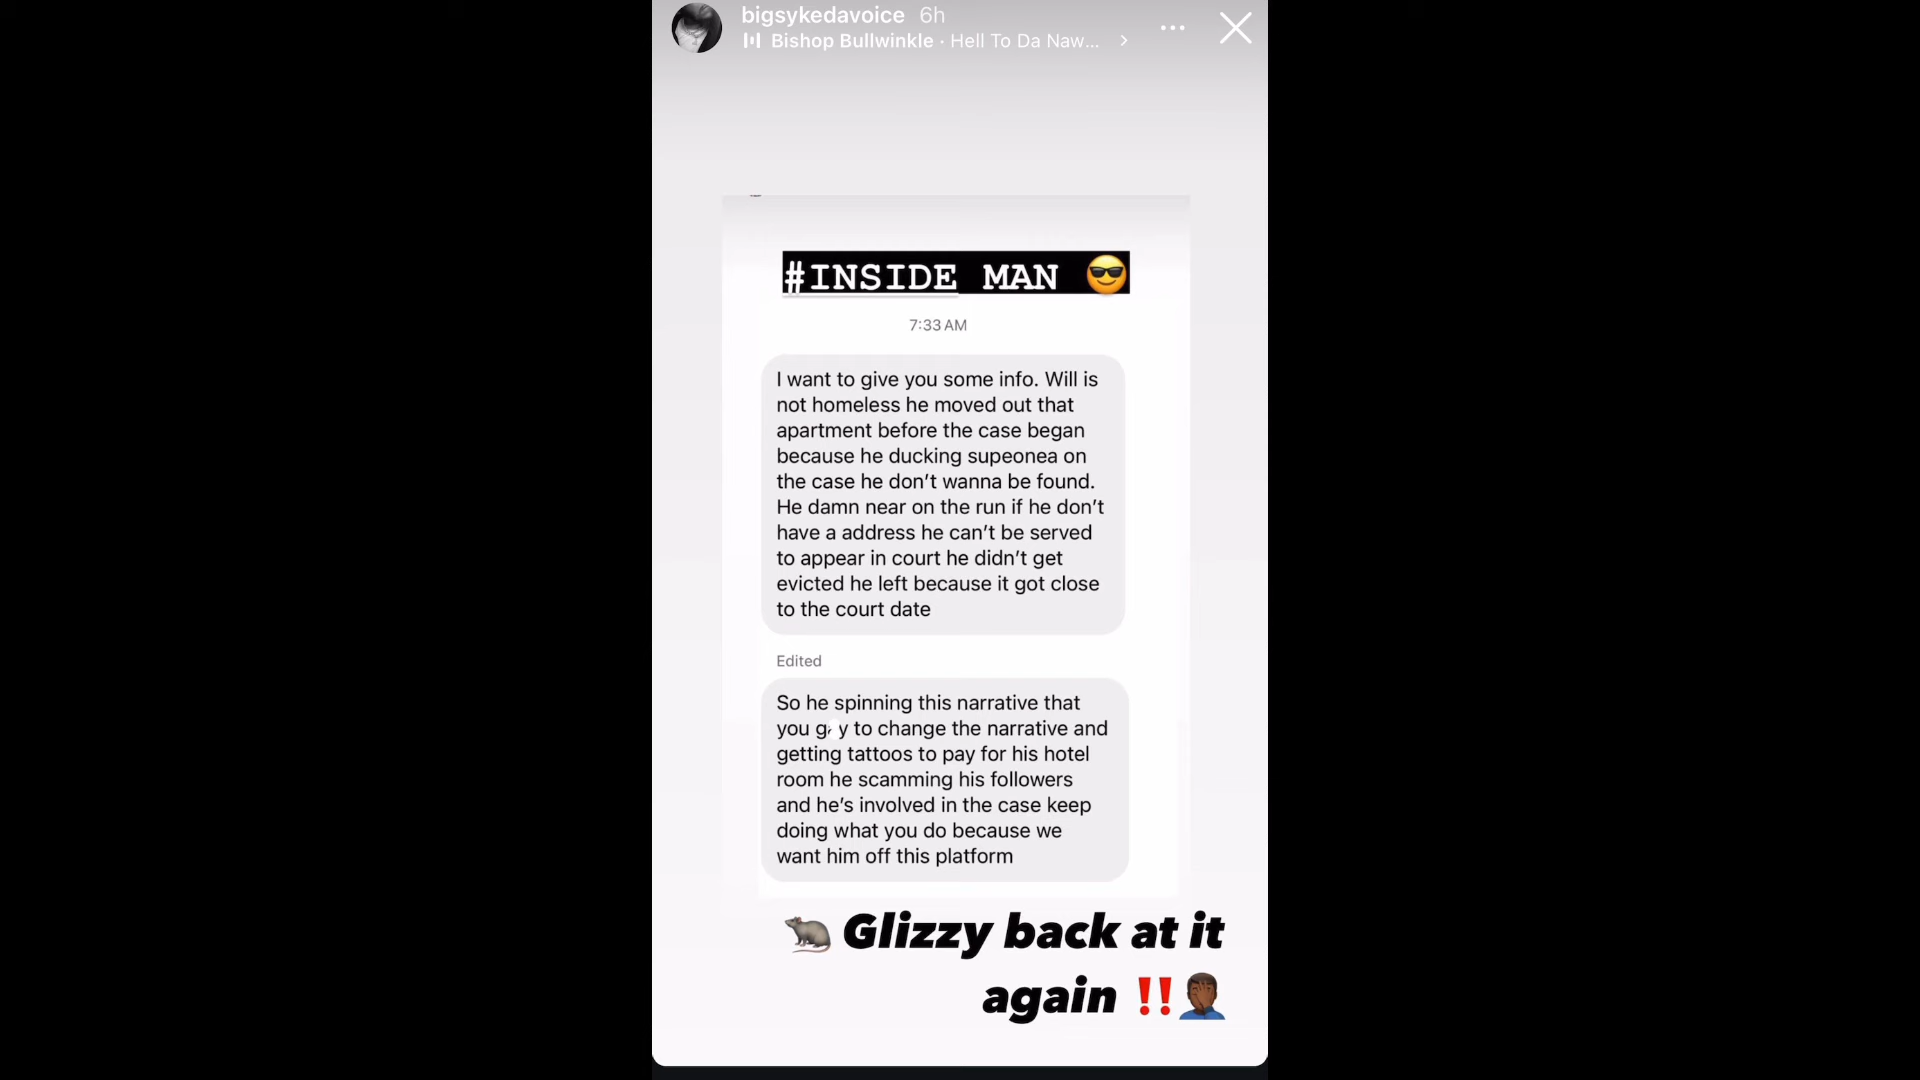 bigsykedavoice 6h
Bishop Bullwinkle · Hell To Da Naw...
#INSIDE MAN 😎
7:33 AM
I want to give you some info. Will is
not homeless he moved out that
apartment before the case began
because he ducking supeonea on
the case he don't wanna be found.
He damn near on the run if he don't
have a address he can't be served
to appear in court he didn't get
evicted he left because it got close
to the court date
Edited
So he spinning this narrative that
you gay to change the narrative and
getting tattoos to pay for his hotel
room he scamming his followers
and he's involved in the case keep
doing what you do because we
want him off this platform
🐀 Glizzy back at it
again ‼️🤦🏾‍♂️